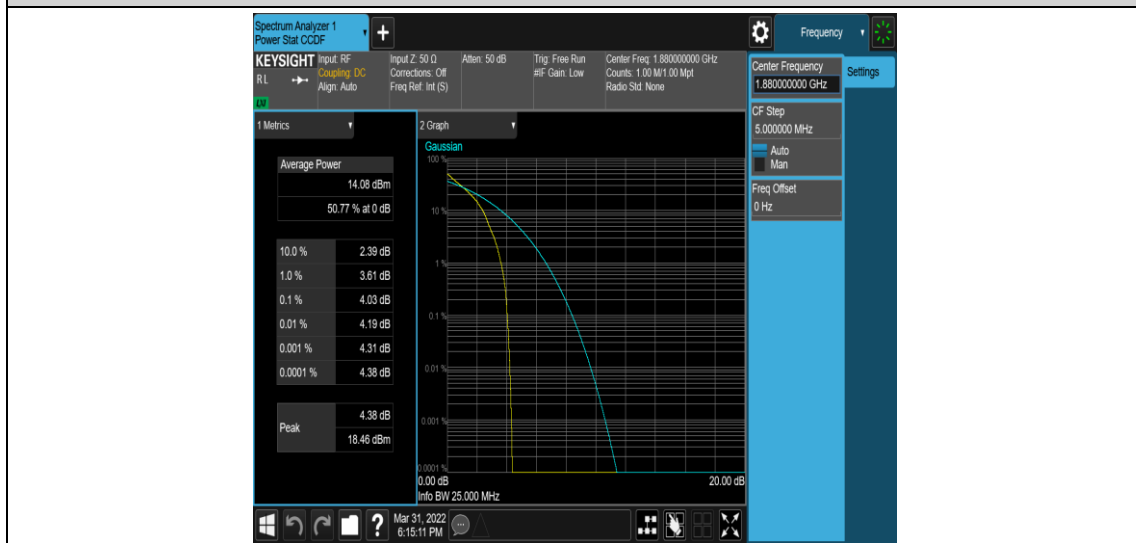 Spectrum Analyzer 1
Power Stat CCDF
+
Frequency
KEYSIGHT
RL
LXI
Input: RF
Coupling: DC
Align: Auto
Input Z: 50 Ω
Corrections: Off
Freq Ref: Int (S)
Atten: 50 dB
Trig: Free Run
#IF Gain: Low
Center Freq: 1.880000000 GHz
Counts: 1.00 M/1.00 Mpt
Radio Std: None
Center Frequency
1.880000000 GHz
Settings
CF Step
5.000000 MHz
Auto
Man
Freq Offset
0 Hz
1 Metrics
Average Power
14.08 dBm
50.77 % at 0 dB
10.0 % 2.39 dB
1.0 % 3.61 dB
0.1 % 4.03 dB
0.01 % 4.19 dB
0.001 % 4.31 dB
0.0001 % 4.38 dB
Peak
4.38 dB
18.46 dBm
2 Graph
Gaussian
100 %
10 %
1 %
0.1 %
0.01 %
0.001 %
0.0001 %
0.00 dB 20.00 dB
Info BW 25.000 MHz
?
Mar 31, 2022
6:15:11 PM